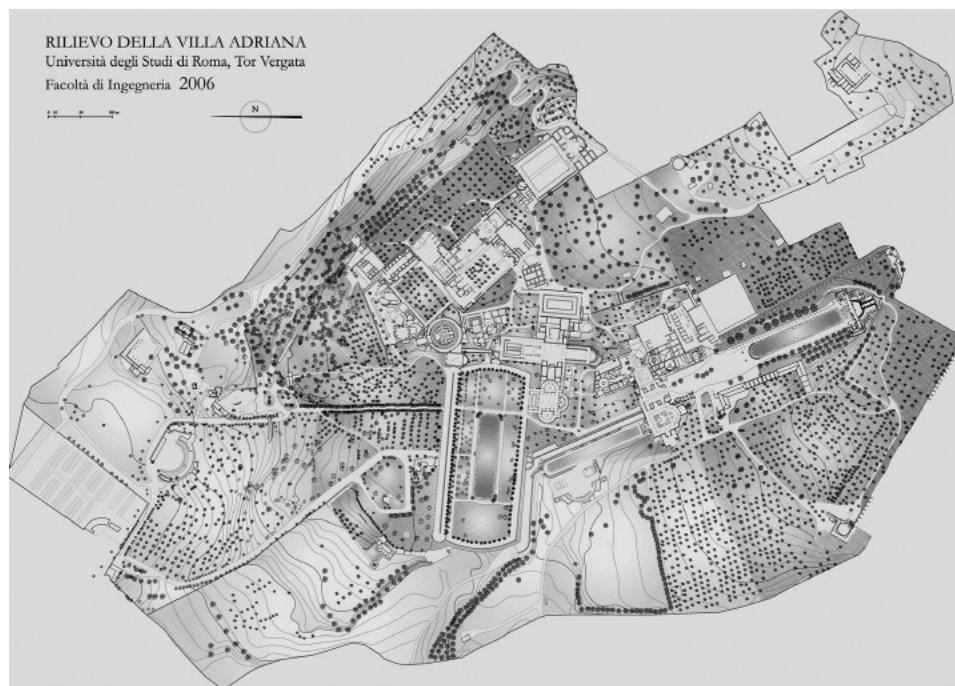 RILIEVO DELLA VILLA ADRIANA
Università degli Studi di Roma, Tor Vergata
Facoltà di Ingegneria 2006
N